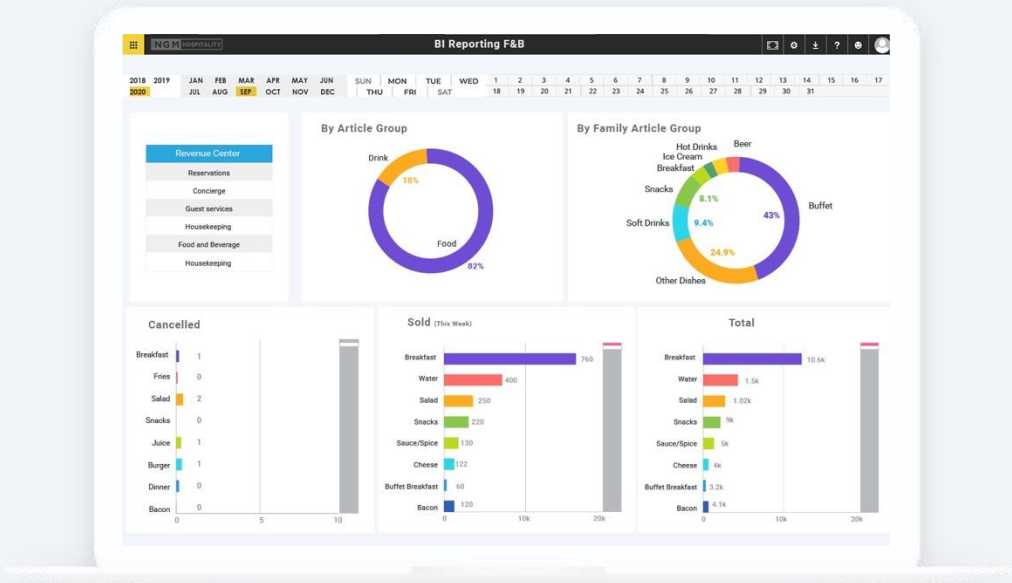 NGM HOSPITALITY
BI Reporting F&B
?
2018 2019 JAN FEB MAR APR MAY JUN SUN MON TUE WED 1 2 3 4 5 6 7 8 9 10 11 12 13 14 15 16 17
2020 JUL AUG SEP OCT NOV DEC THU FRI SAT 18 19 20 21 22 23 24 25 26 27 28 29 30 31
Revenue Center
Reservations
Concierge
Guest services
Housekeeping
Food and Beverage
Housekeeping
By Article Group
Drink
18%
Food
82%
By Family Article Group
Beer
Hot Drinks
Ice Cream
Breakfast
Snacks
8.1%
Buffet
43%
Soft Drinks
9.4%
24.9%
Other Dishes
Cancelled
Breakfast 1
Fries 0
Salad 2
Snacks 0
Juice 1
Burger 1
Dinner 0
Bacon 0
0 5 10
Sold (This Week)
Breakfast 760
Water 400
Salad 250
Snacks 220
Sauce/Spice 130
Cheese 122
Buffet Breakfast 60
Bacon 120
0 10k 20k
Total
Breakfast 10.6k
Water 1.5k
Salad 1.02k
Snacks 9k
Sauce/Spice 5k
Cheese 4k
Buffet Breakfast 3.2k
Bacon 4.1k
0 10k 20k